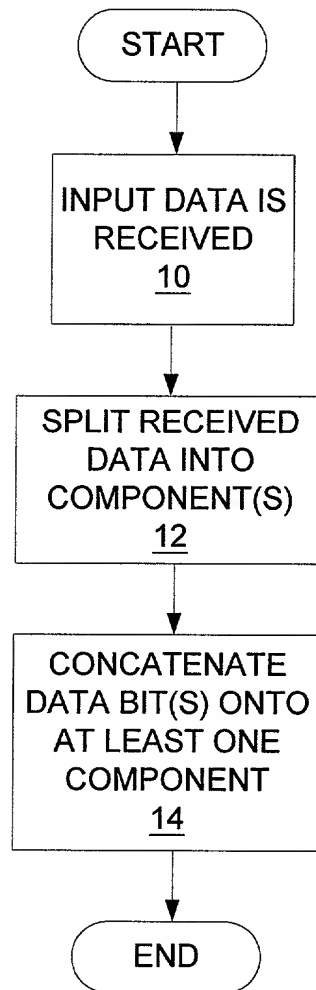 START
INPUT DATA IS
RECEIVED
10
SPLIT RECEIVED
DATA INTO
COMPONENT(S)
12
CONCATENATE
DATA BIT(S) ONTO
AT LEAST ONE
COMPONENT
14
END